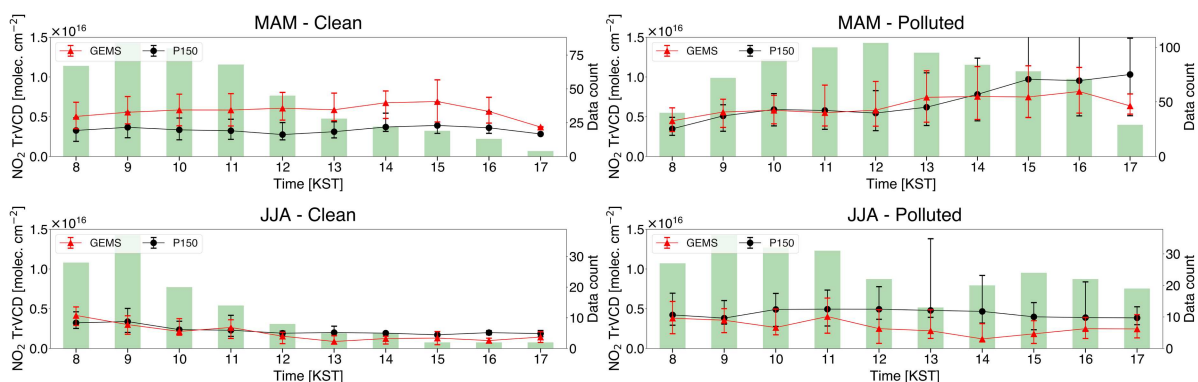 MAM - Clean
×10¹⁶
GEMS P150
NO₂ TrVCD [molec. cm⁻²]
1.5
1.0
0.5
0.0
75
50
25
0
Data count
8 9 10 11 12 13 14 15 16 17
Time [KST]
MAM - Polluted
×10¹⁶
GEMS P150
NO₂ TrVCD [molec. cm⁻²]
1.5
1.0
0.5
0.0
100
50
0
Data count
8 9 10 11 12 13 14 15 16 17
Time [KST]
JJA - Clean
×10¹⁶
GEMS P150
NO₂ TrVCD [molec. cm⁻²]
1.5
1.0
0.5
0.0
30
20
10
0
Data count
8 9 10 11 12 13 14 15 16 17
Time [KST]
JJA - Polluted
×10¹⁶
GEMS P150
NO₂ TrVCD [molec. cm⁻²]
1.5
1.0
0.5
0.0
30
20
10
0
Data count
8 9 10 11 12 13 14 15 16 17
Time [KST]